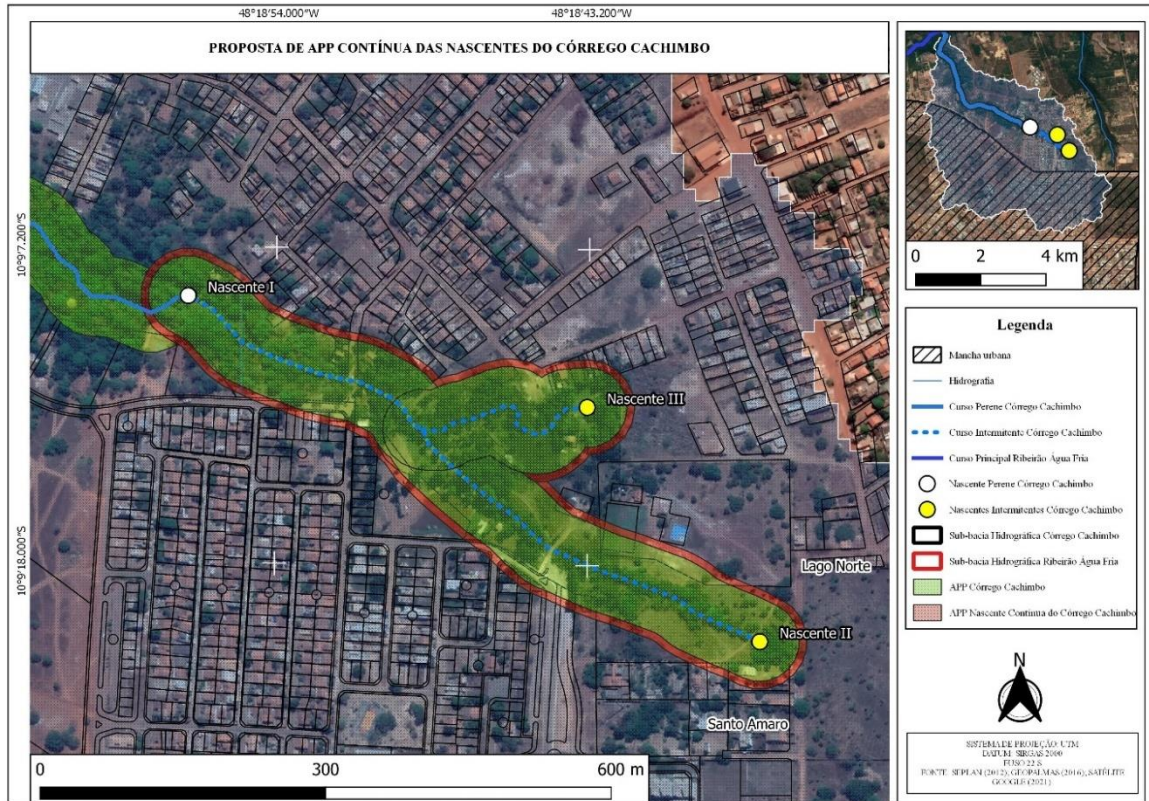 48°18'54.000"W
48°18'43.200"W
PROPOSTA DE APP CONTÍNUA DAS NASCENTES DO CÓRREGO CACHIMBO
10°9'7.200"S
10°9'18.000"S
Nascente I
Nascente III
Nascente II
Lago Norte
Santo Amaro
0 300 600 m
0 2 4 km
Legenda
Mancha urbana
Hidrografia
Curso Perene Córrego Cachimbo
Curso Intermitente Córrego Cachimbo
Curso Principal Ribeirão Água Fria
Nascente Perene Córrego Cachimbo
Nascentes Intermitentes Córrego Cachimbo
Sub-bacia Hidrográfica Córrego Cachimbo
Sub-bacia Hidrográfica Ribeirão Água Fria
APP Córrego Cachimbo
APP Nascente Contínua do Córrego Cachimbo
N
SISTEMA DE PROJEÇÃO: UTM
DATUM: SIRGAS 2000
FUSO 22 S
FONTE: SEPLAN (2012), GEOPALMAS (2016), SATÉLITE
GOOGLE (2021)